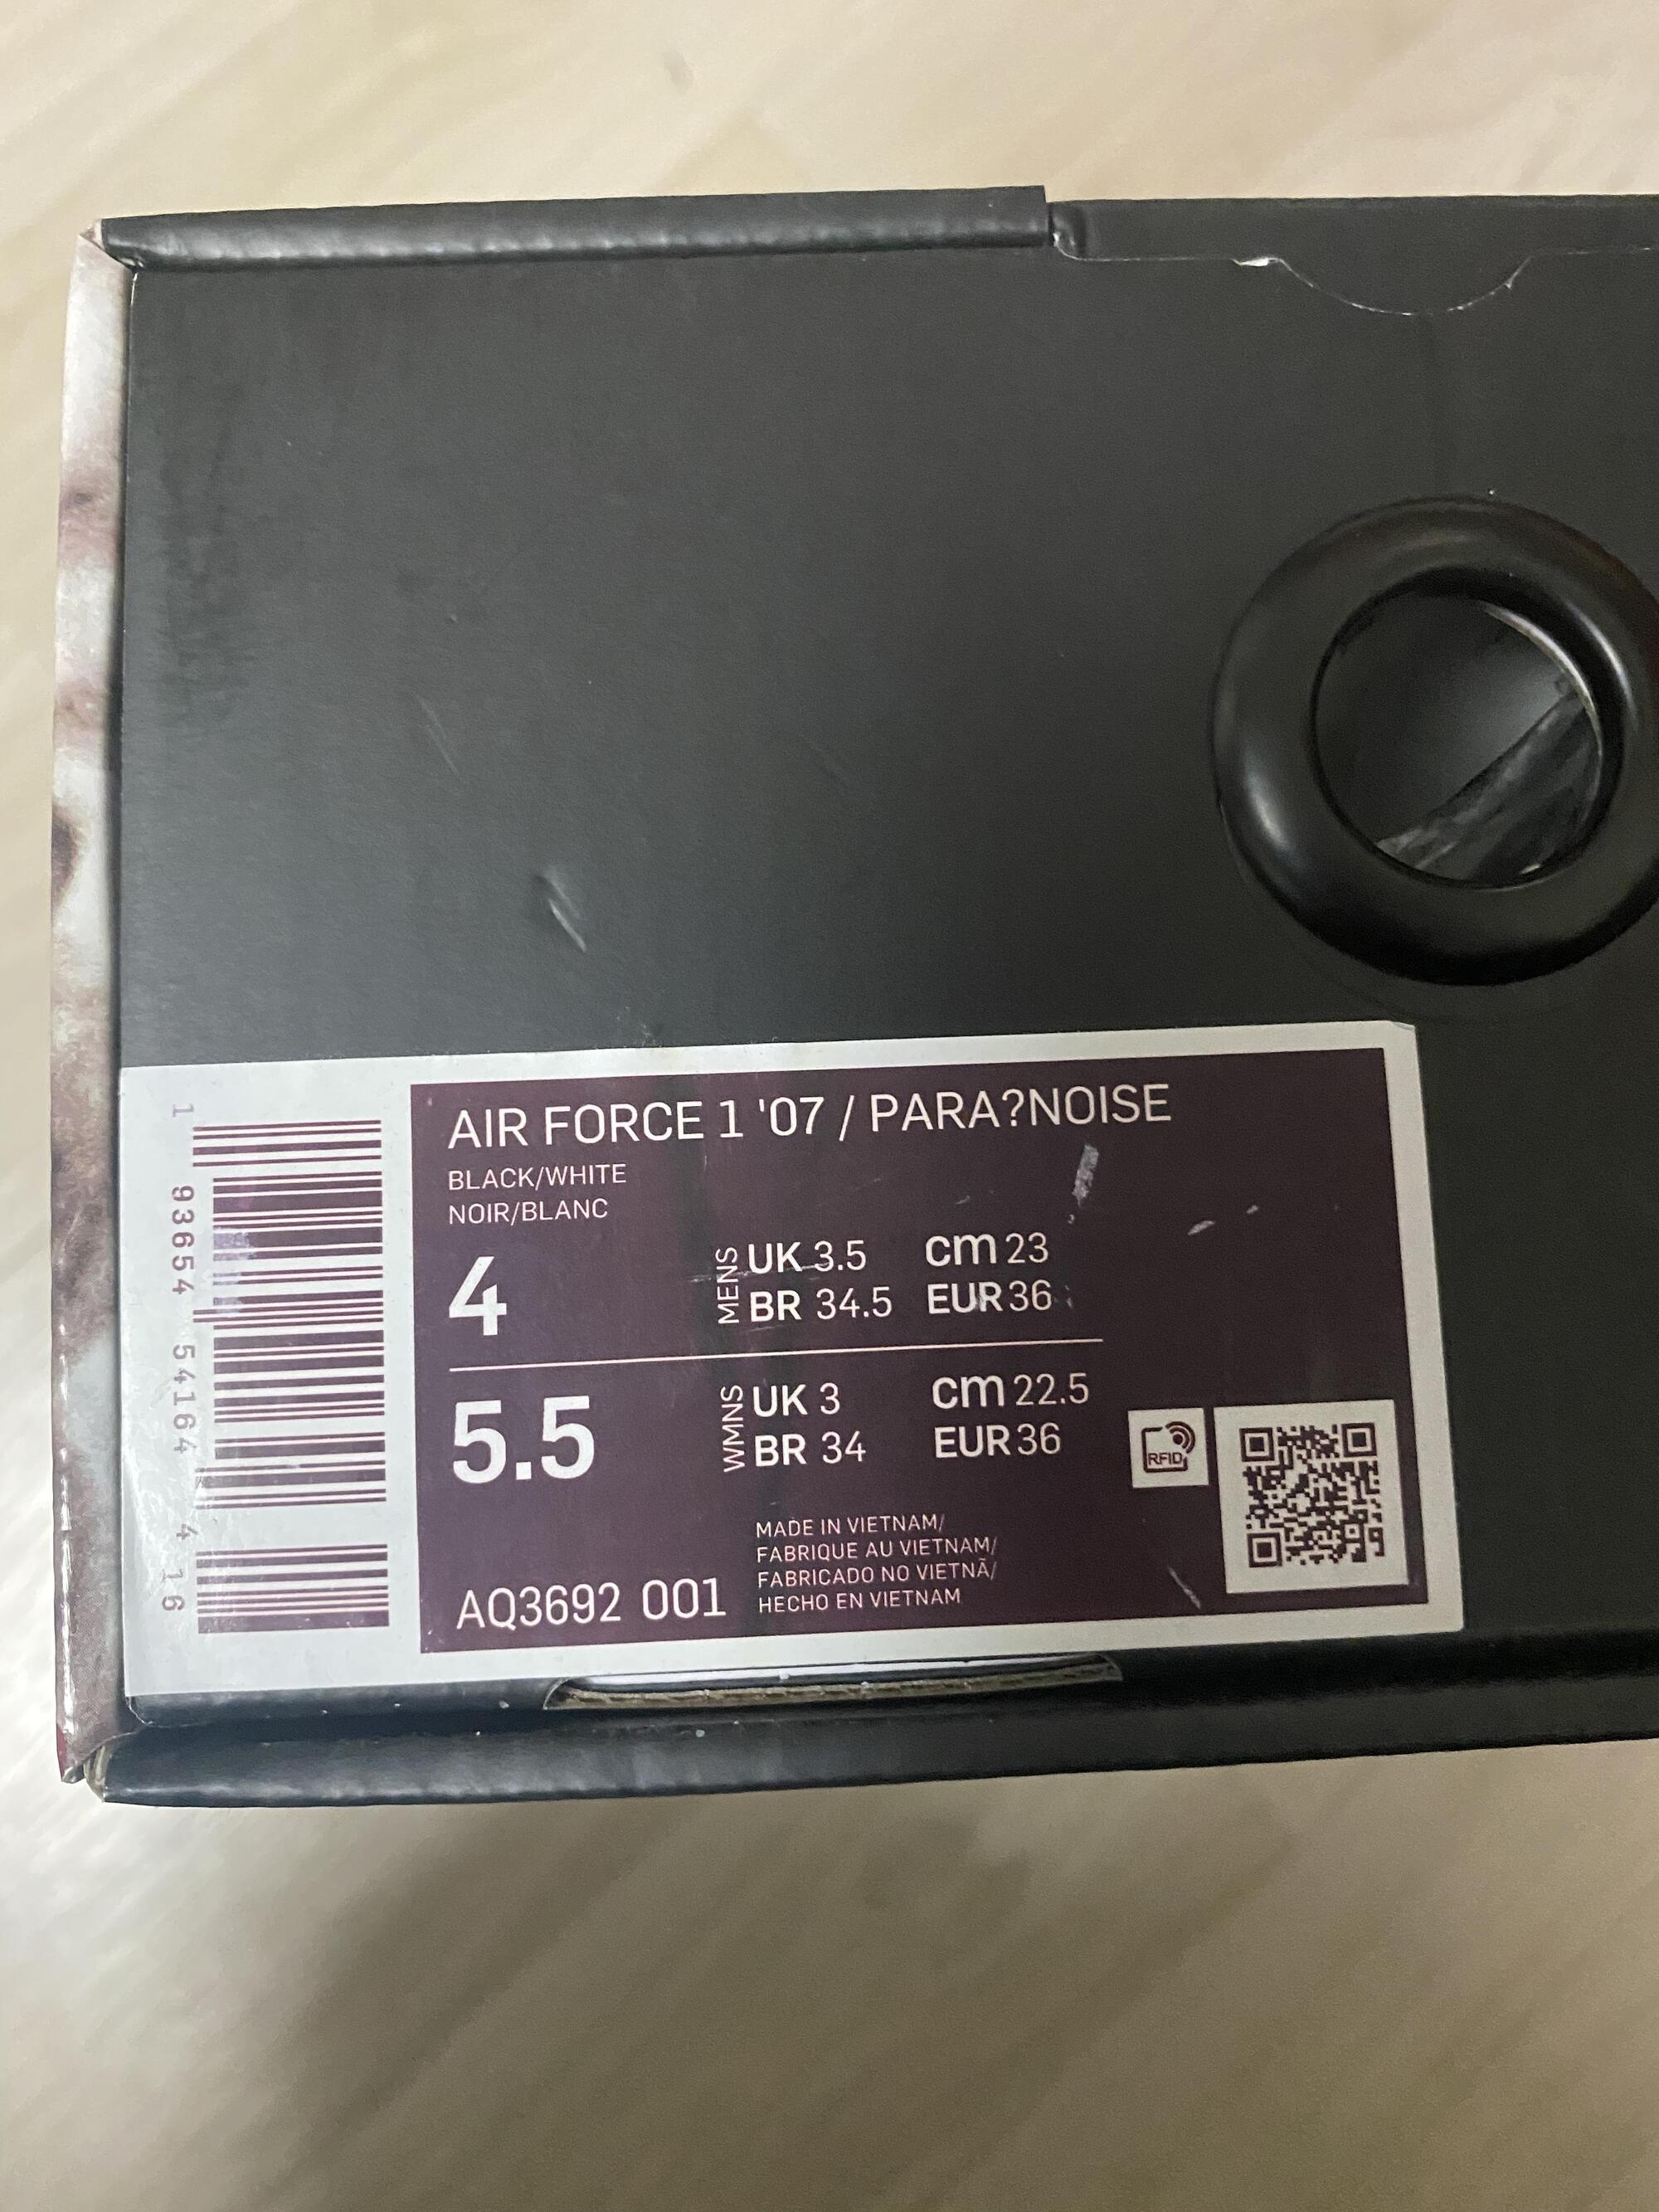 AIR FORCE 1 '07 / PARA?NOISE
BLACK/WHITE
NOIR/BLANC
4
MENS
UK 3.5 cm 23
BR 34.5 EUR 36
5.5
WMNS
UK 3 cm 22.5
BR 34 EUR 36
RFID
MADE IN VIETNAM/
FABRIQUE AU VIETNAM/
FABRICADO NO VIETNÃ/
HECHO EN VIETNAM
AQ3692 001
1 93654 54164 4 16